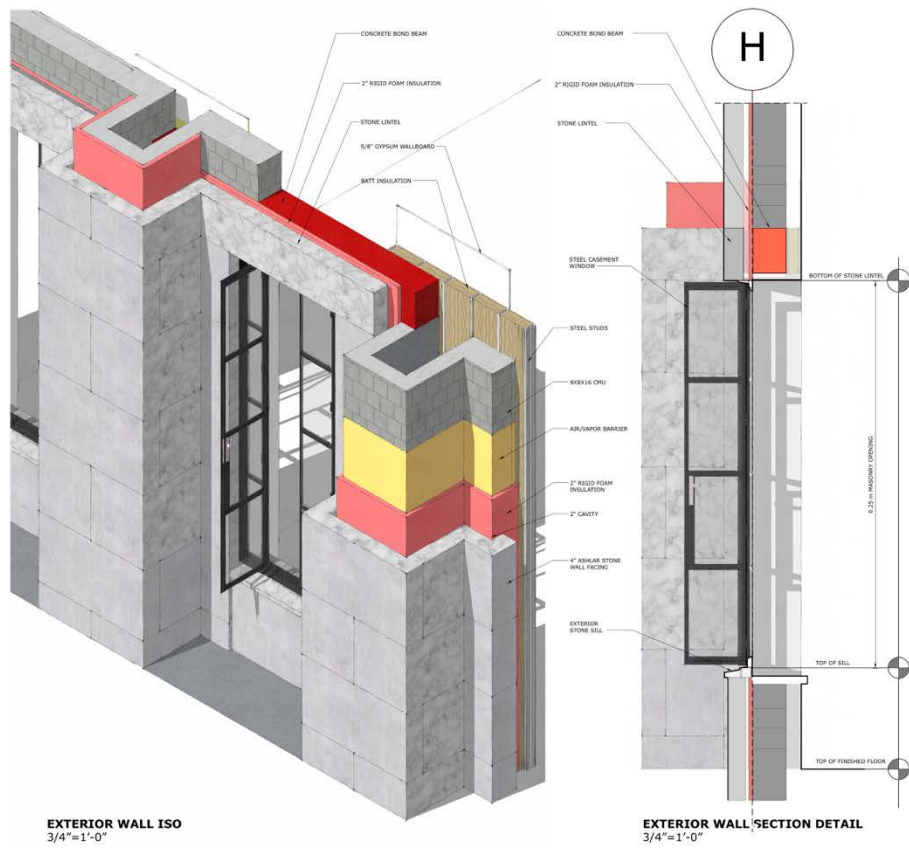 CONCRETE BOND BEAM
2" RIGID FOAM INSULATION
STONE LINTEL
5/8" GYPSUM WALLBOARD
BATT INSULATION
STEEL STUDS
8X8X16 CMU
AIR/VAPOR BARRIER
2" RIGID FOAM
INSULATION
2" CAVITY
4" ASHLAR STONE
WALL FACING
EXTERIOR WALL ISO
3/4"=1'-0"
H
CONCRETE BOND BEAM
2" RIGID FOAM INSULATION
STONE LINTEL
STEEL CASEMENT
WINDOW
BOTTOM OF STONE LINTEL
0.25 m MASONRY OPENING
EXTERIOR
STONE SILL
TOP OF SILL
TOP OF FINISHED FLOOR
EXTERIOR WALL SECTION DETAIL
3/4"=1'-0"